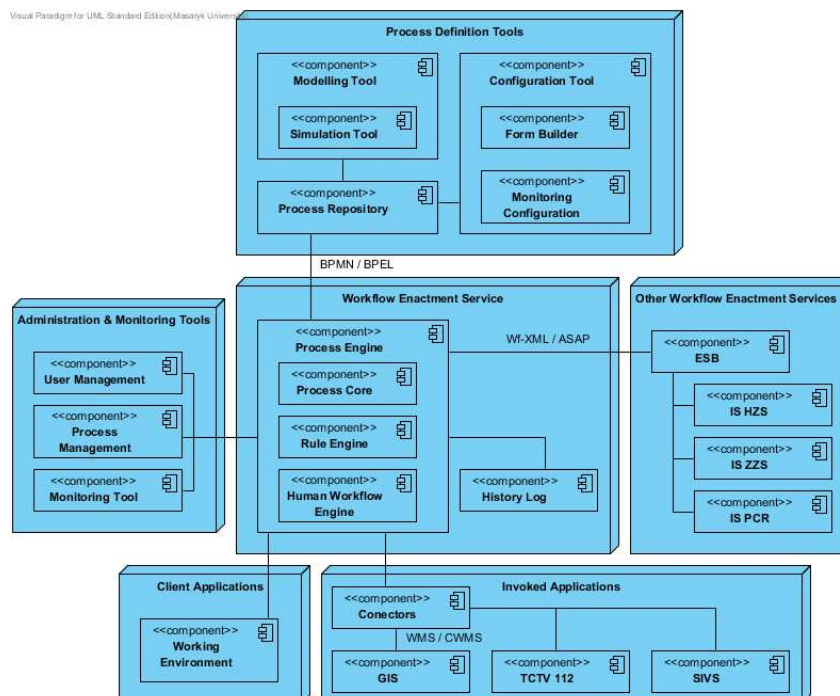 Visual Paradigm for UML Standard Edition(Masaryk University)
Process Definition Tools
<<component>>
Modelling Tool
<<component>>
Simulation Tool
<<component>>
Configuration Tool
<<component>>
Form Builder
<<component>>
Monitoring
Configuration
<<component>>
Process Repository
BPMN / BPEL
Administration & Monitoring Tools
<<component>>
User Management
<<component>>
Process
Management
<<component>>
Monitoring Tool
Workflow Enactment Service
<<component>>
Process Engine
<<component>>
Process Core
<<component>>
Rule Engine
<<component>>
Human Workflow
Engine
<<component>>
History Log
Wf-XML / ASAP
Other Workflow Enactment Services
<<component>>
ESB
<<component>>
IS HZS
<<component>>
IS ZZS
<<component>>
IS PCR
Client Applications
<<component>>
Working
Environment
Invoked Applications
<<component>>
Conectors
WMS / CWMS
<<component>>
GIS
<<component>>
TCTV 112
<<component>>
SIVS